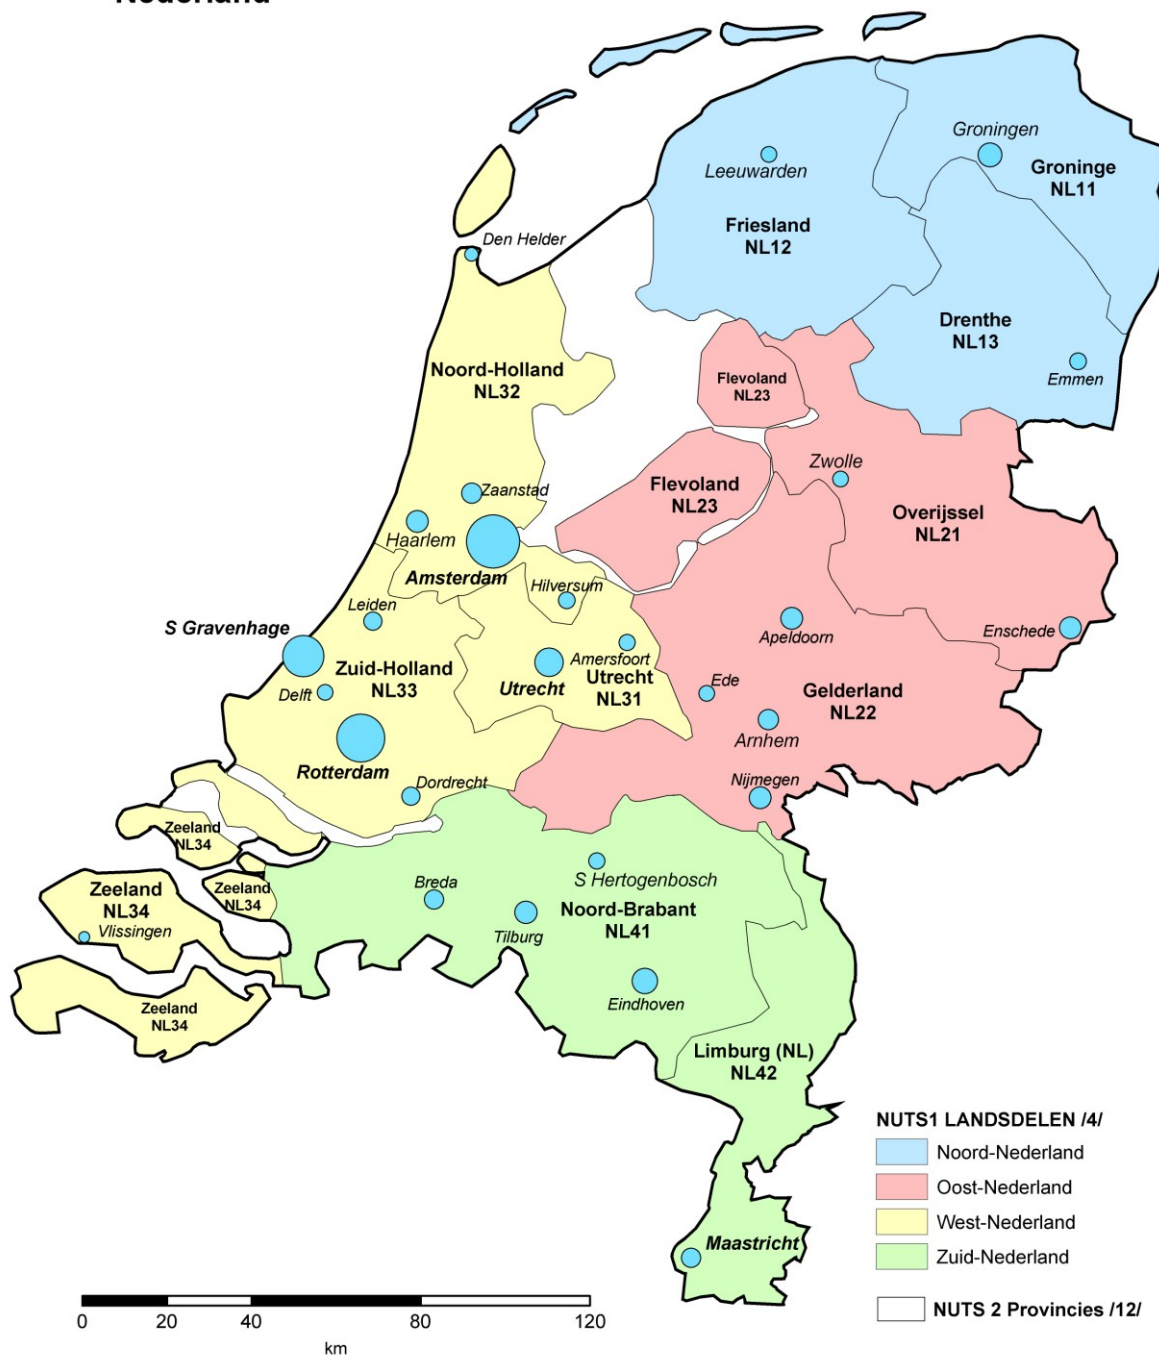 Nederland
Groningen
Groninge
NL11
Leeuwarden
Friesland
NL12
Den Helder
Drenthe
NL13
Emmen
Noord-Holland
NL32
Flevoland
NL23
Zwolle
Flevoland
NL23
Zaanstad
Overijssel
NL21
Haarlem
Amsterdam
Hilversum
Leiden
S Gravenhage
Apeldoorn
Enschede
Zuid-Holland
NL33
Amersfoort
Utrecht
Utrecht
NL31
Delft
Ede
Gelderland
NL22
Arnhem
Rotterdam
Dordrecht
Nijmegen
Zeeland
NL34
Zeeland
NL34
Zeeland
NL34
Vlissingen
Breda
S Hertogenbosch
Noord-Brabant
NL41
Tilburg
Eindhoven
Zeeland
NL34
Limburg (NL)
NL42
NUTS1 LANDSDELEN /4/
Noord-Nederland
Oost-Nederland
West-Nederland
Zuid-Nederland
NUTS 2 Provincies /12/
Maastricht
0 40 80 120
km